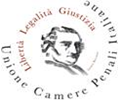 Libertà Legalità Giustizia
Unione Camere Penali Italiane